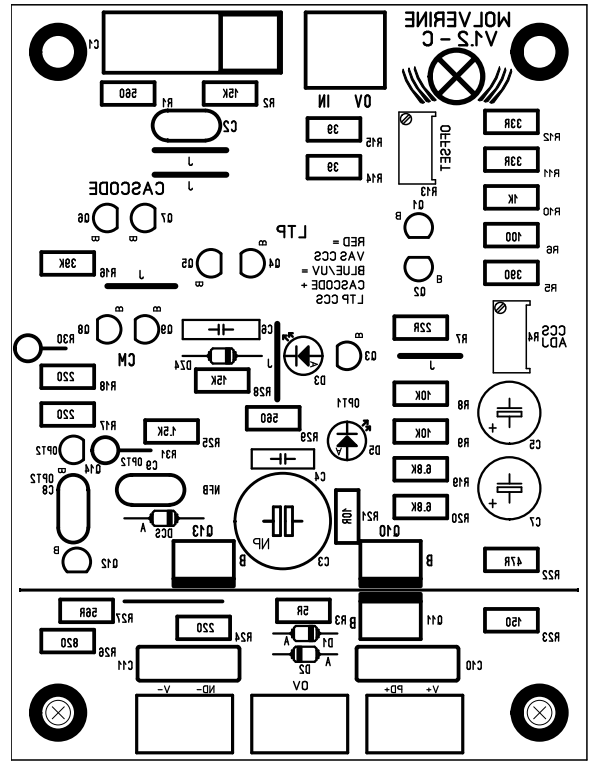 WOLVERINE
V1.2 - C
C1
560
R1
15K
R2
C2
IN
0V
39
R15
39
R14
OFFSET
R13
33R
R12
33R
R11
1K
R10
100
R6
390
R5
J
J
CASCODE
Q6
B
Q7
B
Q1
B
Q2
B
LTP
RED =
VAS CCS
BLUE/UV =
CASCODE +
LTP CCS
39K
R16
J
Q5
B
Q4
B
R30
Q8
B
Q9
B
CM
C6
DZ4
15K
R28
J
D3
A
Q3
B
22R
R7
J
R4
CCS
ADJ
220
R18
220
R17
1.5K
R25
560
R29
OPT1
D5
A
10K
R8
10K
R9
6.8K
R19
6.8K
R20
C5
+
C7
+
OPT2
B
Q14
OPT2
R31
OPT2
C8
C9
NFB
A
DC5
C4
NP
C3
10R
R21
Q13
B
Q10
B
Q12
B
47R
R22
56R
R27
820
R26
220
R24
5R
R3
D1
A
D2
A
B
Q11
150
R23
C11
C10
V-
ND-
0V
PD+
V+